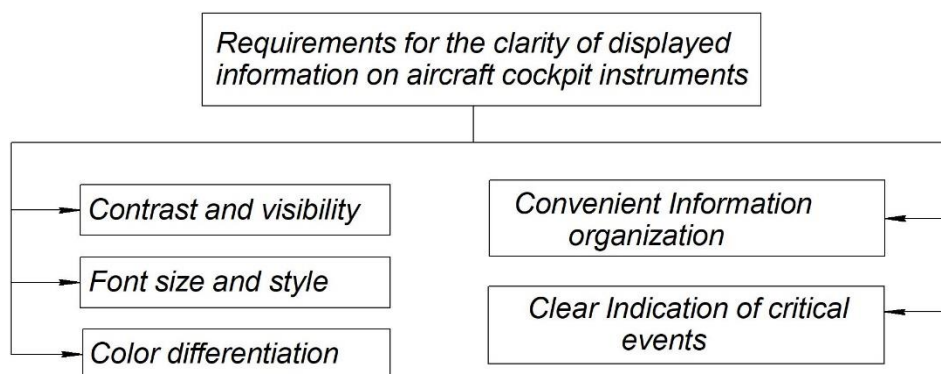 Requirements for the clarity of displayed
information on aircraft cockpit instruments
Contrast and visibility
Font size and style
Color differentiation
Convenient Information
organization
Clear Indication of critical
events